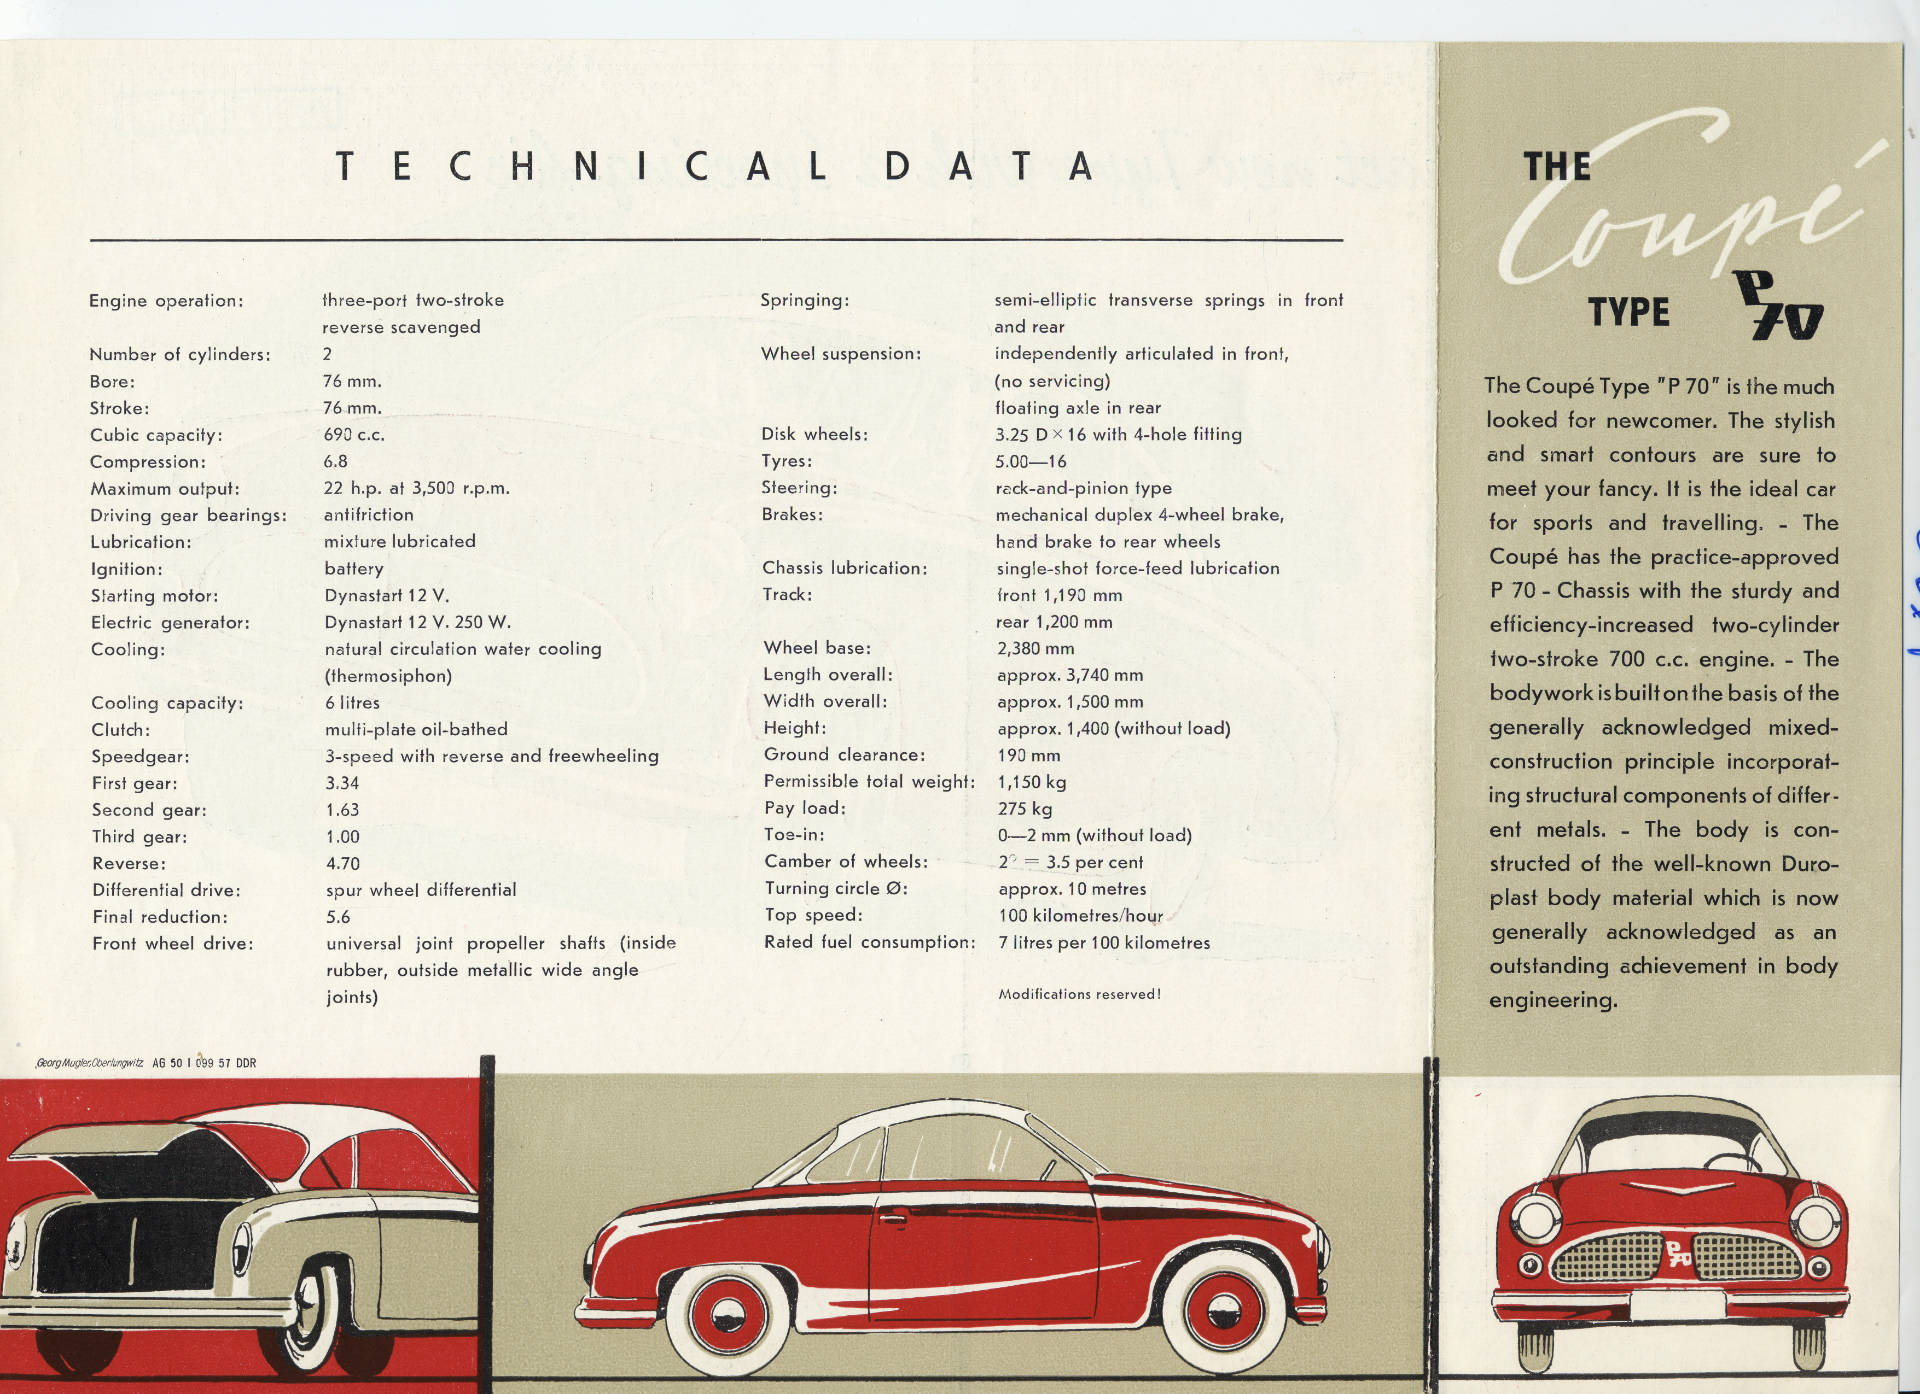 TECHNICAL DATA
Engine operation: three-port two-stroke
reverse scavenged
Number of cylinders: 2
Bore: 76 mm.
Stroke: 76 mm.
Cubic capacity: 690 c.c.
Compression: 6.8
Maximum output: 22 h.p. at 3,500 r.p.m.
Driving gear bearings: antifriction
Lubrication: mixture lubricated
Ignition: battery
Starting motor: Dynastart 12 V.
Electric generator: Dynastart 12 V. 250 W.
Cooling: natural circulation water cooling
(thermosiphon)
Cooling capacity: 6 litres
Clutch: multi-plate oil-bathed
Speedgear: 3-speed with reverse and freewheeling
First gear: 3.34
Second gear: 1.63
Third gear: 1.00
Reverse: 4.70
Differential drive: spur wheel differential
Final reduction: 5.6
Front wheel drive: universal joint propeller shafts (inside
rubber, outside metallic wide angle
joints)
Springing: semi-elliptic transverse springs in front
and rear
Wheel suspension: independently articulated in front,
(no servicing)
floating axle in rear
Disk wheels: 3.25 D × 16 with 4-hole fitting
Tyres: 5.00—16
Steering: rack-and-pinion type
Brakes: mechanical duplex 4-wheel brake,
hand brake to rear wheels
Chassis lubrication: single-shot force-feed lubrication
Track: front 1,190 mm
rear 1,200 mm
Wheel base: 2,380 mm
Length overall: approx. 3,740 mm
Width overall: approx. 1,500 mm
Height: approx. 1,400 (without load)
Ground clearance: 190 mm
Permissible total weight: 1,150 kg
Pay load: 275 kg
Toe-in: 0—2 mm (without load)
Camber of wheels: 2° = 3.5 per cent
Turning circle Ø: approx. 10 metres
Top speed: 100 kilometres/hour
Rated fuel consumption: 7 litres per 100 kilometres
Modifications reserved!
Georg Mugler, Oberlungwitz AG 50 I 099 57 DDR
THE
Coupé
TYPE P70
The Coupé Type "P 70" is the much
looked for newcomer. The stylish
and smart contours are sure to
meet your fancy. It is the ideal car
for sports and travelling. - The
Coupé has the practice-approved
P 70 - Chassis with the sturdy and
efficiency-increased two-cylinder
two-stroke 700 c.c. engine. - The
bodywork is built on the basis of the
generally acknowledged mixed-
construction principle incorporat-
ing structural components of differ-
ent metals. - The body is con-
structed of the well-known Duro-
plast body material which is now
generally acknowledged as an
outstanding achievement in body
engineering.
P70